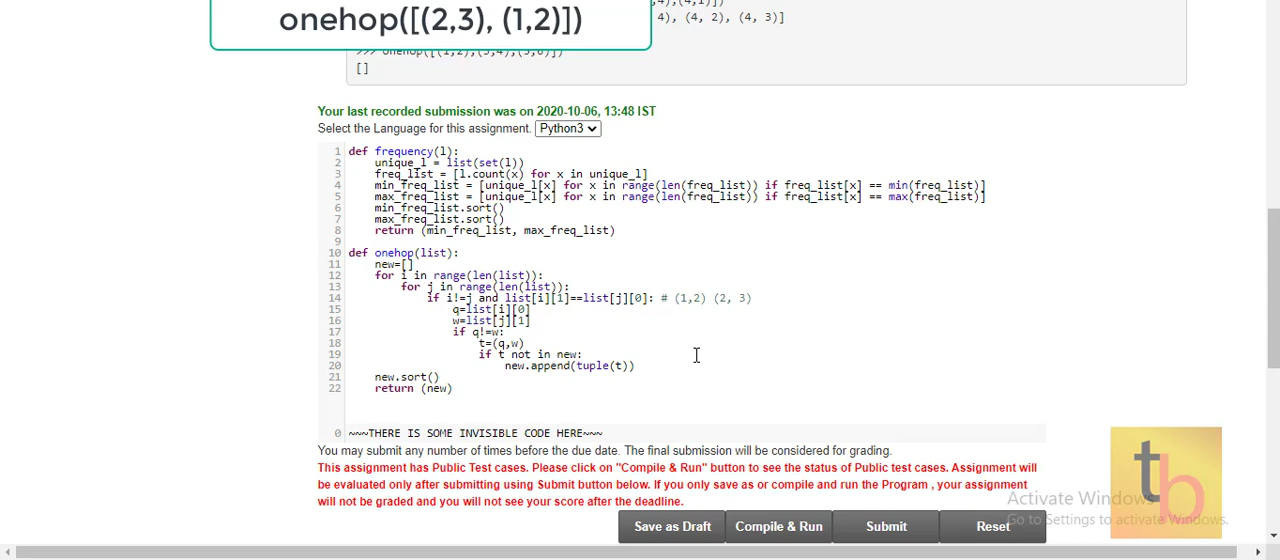 ,4),(4,1)])
onehop([(2,3), (1,2)])
4), (4, 2), (4, 3)]
>>> onehop([(1,2),(3,4),(5,6)])
[]
Your last recorded submission was on 2020-10-06, 13:48 IST
Select the Language for this assignment. Python3
1 def frequency(l):
2 unique_l = list(set(l))
3 freq_list = [l.count(x) for x in unique_l]
4 min_freq_list = [unique_l[x] for x in range(len(freq_list)) if freq_list[x] == min(freq_list)]
5 max_freq_list = [unique_l[x] for x in range(len(freq_list)) if freq_list[x] == max(freq_list)]
6 min_freq_list.sort()
7 max_freq_list.sort()
8 return (min_freq_list, max_freq_list)
9
10 def onehop(list):
11 new=[]
12 for i in range(len(list)):
13 for j in range(len(list)):
14 if i!=j and list[i][1]==list[j][0]: # (1,2) (2, 3)
15 q=list[i][0]
16 w=list[j][1]
17 if q!=w:
18 t=(q,w)
19 if t not in new:
20 new.append(tuple(t))
21 new.sort()
22 return (new)
0 ~~~THERE IS SOME INVISIBLE CODE HERE~~~
You may submit any number of times before the due date. The final submission will be considered for grading.
This assignment has Public Test cases. Please click on "Compile & Run" button to see the status of Public test cases. Assignment will
be evaluated only after submitting using Submit button below. If you only save as or compile and run the Program , your assignment
will not be graded and you will not see your score after the deadline.
Save as Draft Compile & Run Submit Reset
tb
Activate Windows
Go to Settings to activate Windows.